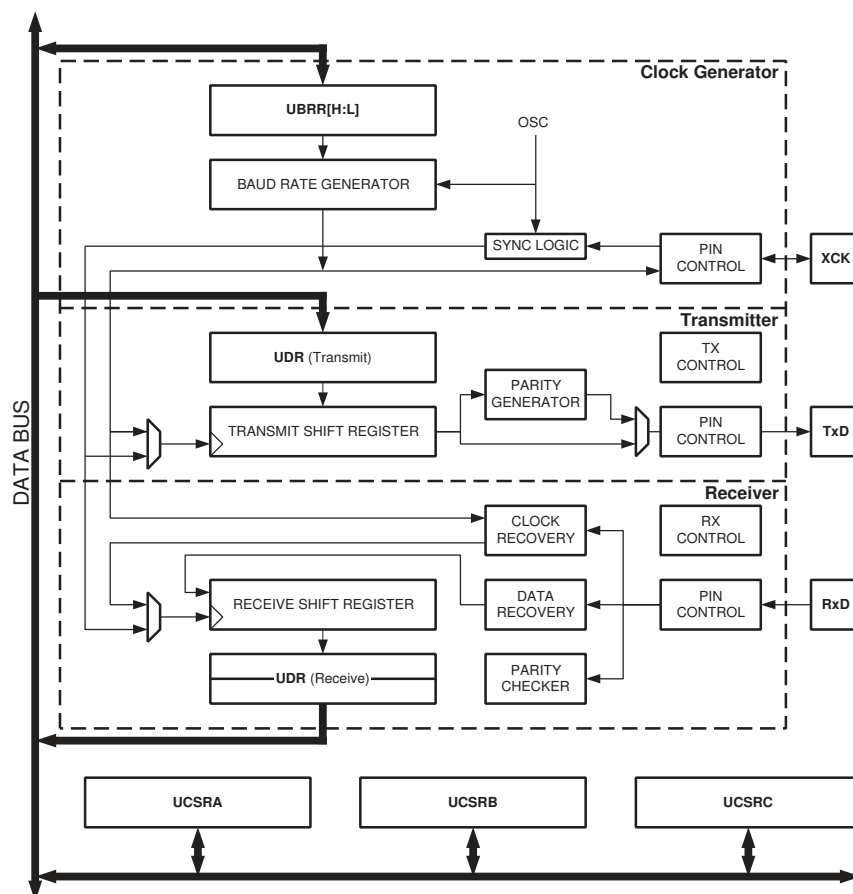 Clock Generator
UBRR[H:L]
OSC
BAUD RATE GENERATOR
SYNC LOGIC
PIN
CONTROL
XCK
Transmitter
UDR (Transmit)
TX
CONTROL
PARITY
GENERATOR
TRANSMIT SHIFT REGISTER
PIN
CONTROL
TxD
DATA BUS
Receiver
CLOCK
RECOVERY
RX
CONTROL
RECEIVE SHIFT REGISTER
DATA
RECOVERY
PIN
CONTROL
RxD
UDR (Receive)
PARITY
CHECKER
UCSRA
UCSRB
UCSRC